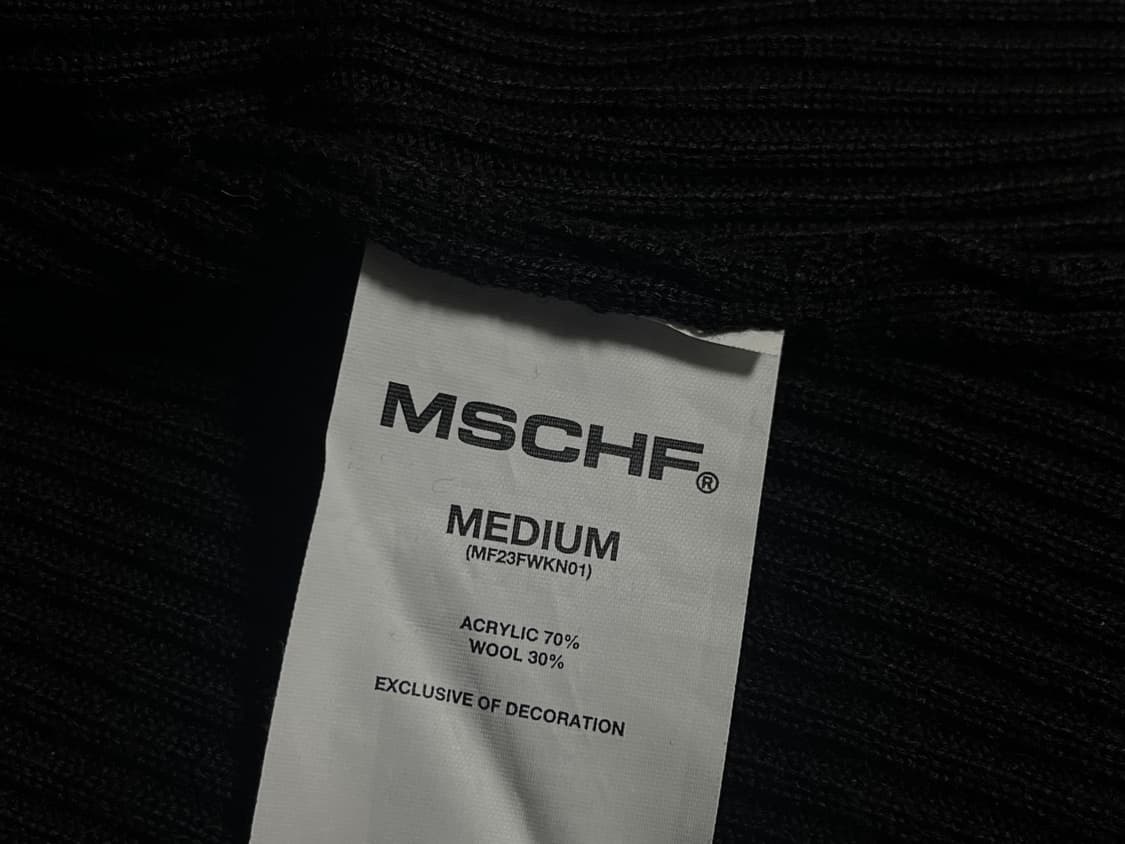 MSCHF®
MEDIUM
(MF23FWKN01)
ACRYLIC 70%
WOOL 30%
EXCLUSIVE OF DECORATION